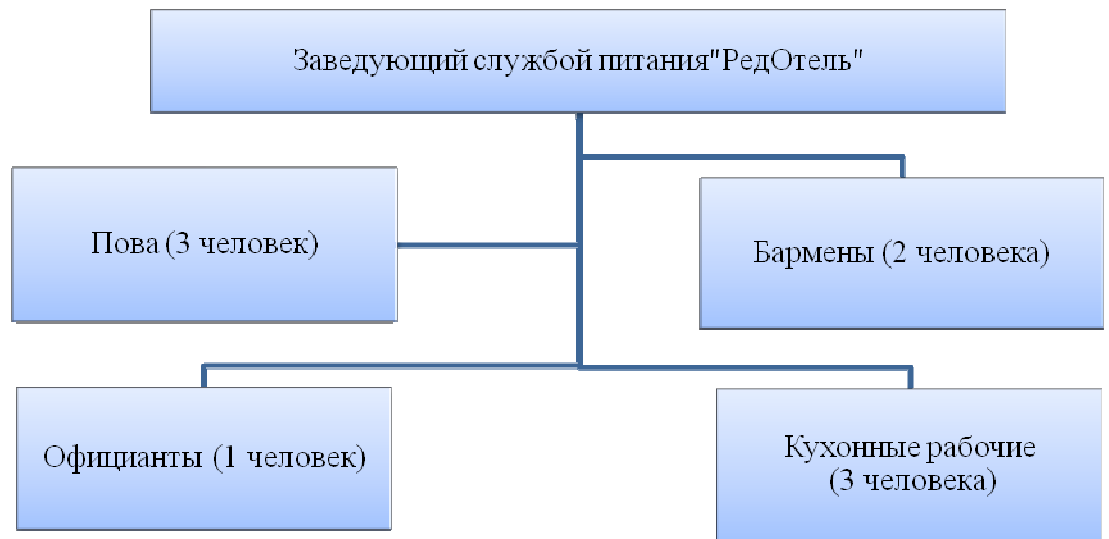 Заведующий службой питания"РедОтель"
Пова (3 человек)
Бармены (2 человека)
Официанты (1 человек)
Кухонные рабочие
(3 человека)